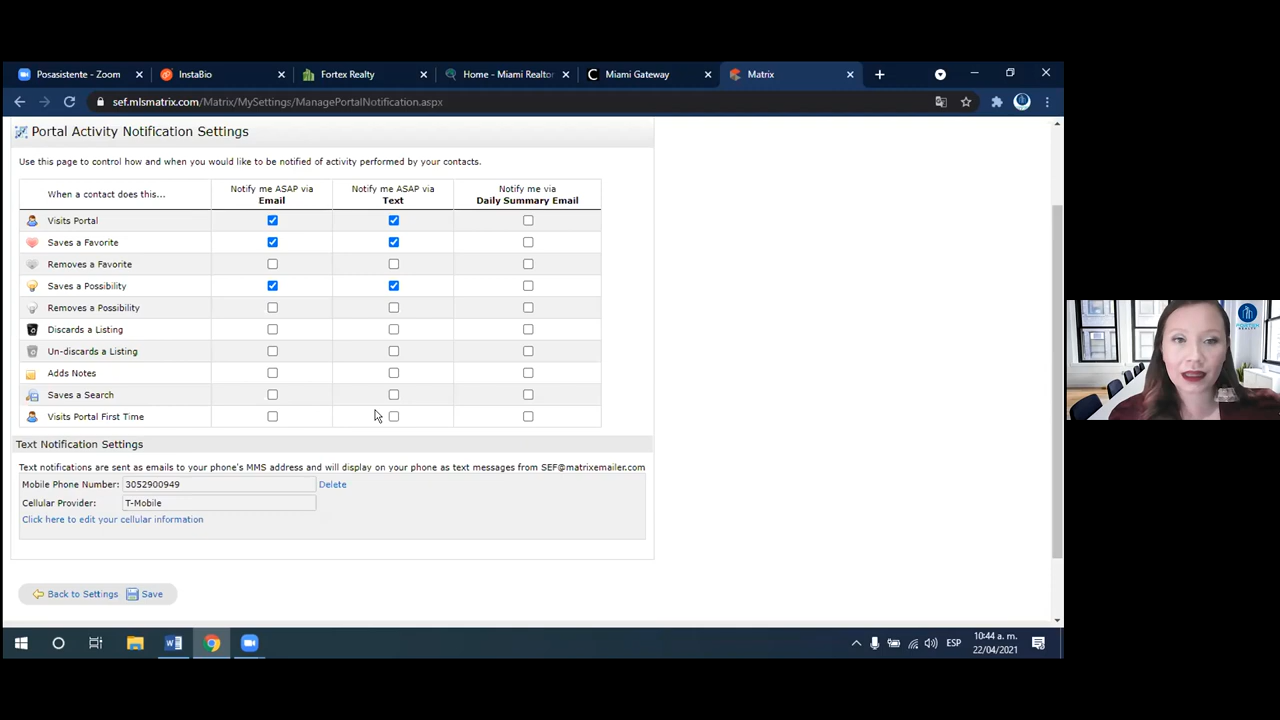 Posasistente - Zoom
InstaBio
Fortex Realty
Home - Miami Realtor
Miami Gateway
Matrix
sef.mlsmatrix.com/Matrix/MySettings/ManagePortalNotification.aspx
Portal Activity Notification Settings
Use this page to control how and when you would like to be notified of activity performed by your contacts.
When a contact does this...
Notify me ASAP via
Email
Notify me ASAP via
Text
Notify me via
Daily Summary Email
Visits Portal
Saves a Favorite
Removes a Favorite
Saves a Possibility
Removes a Possibility
Discards a Listing
Un-discards a Listing
Adds Notes
Saves a Search
Visits Portal First Time
Text Notification Settings
Text notifications are sent as emails to your phone's MMS address and will display on your phone as text messages from SEF@matrixemailer.com
Mobile Phone Number: 3052900949 Delete
Cellular Provider: T-Mobile
Click here to edit your cellular information
Back to Settings Save
ESP
10:44 a. m.
22/04/2021